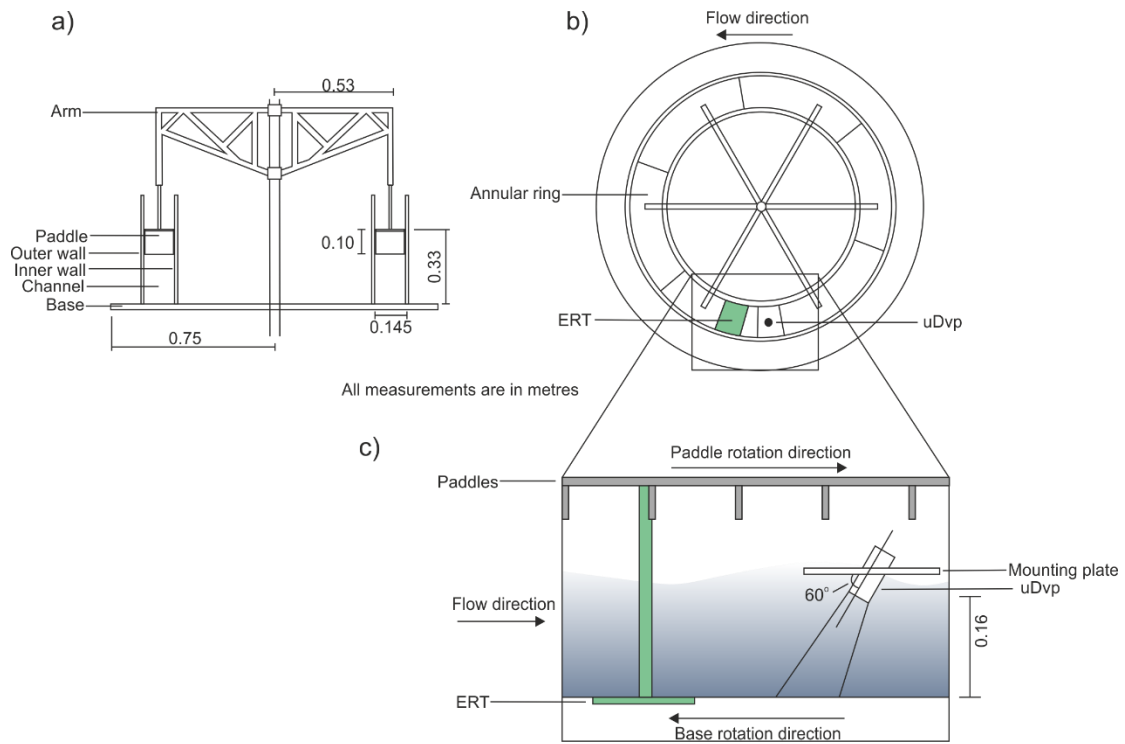 a)
0.53
Arm
Paddle
Outer wall
Inner wall
Channel
Base
0.10
0.33
0.145
0.75
b)
Flow direction
Annular ring
ERT
uDvp
All measurements are in metres
c)
Paddle rotation direction
Paddles
Mounting plate
uDvp
60°
Flow direction
0.16
ERT
Base rotation direction